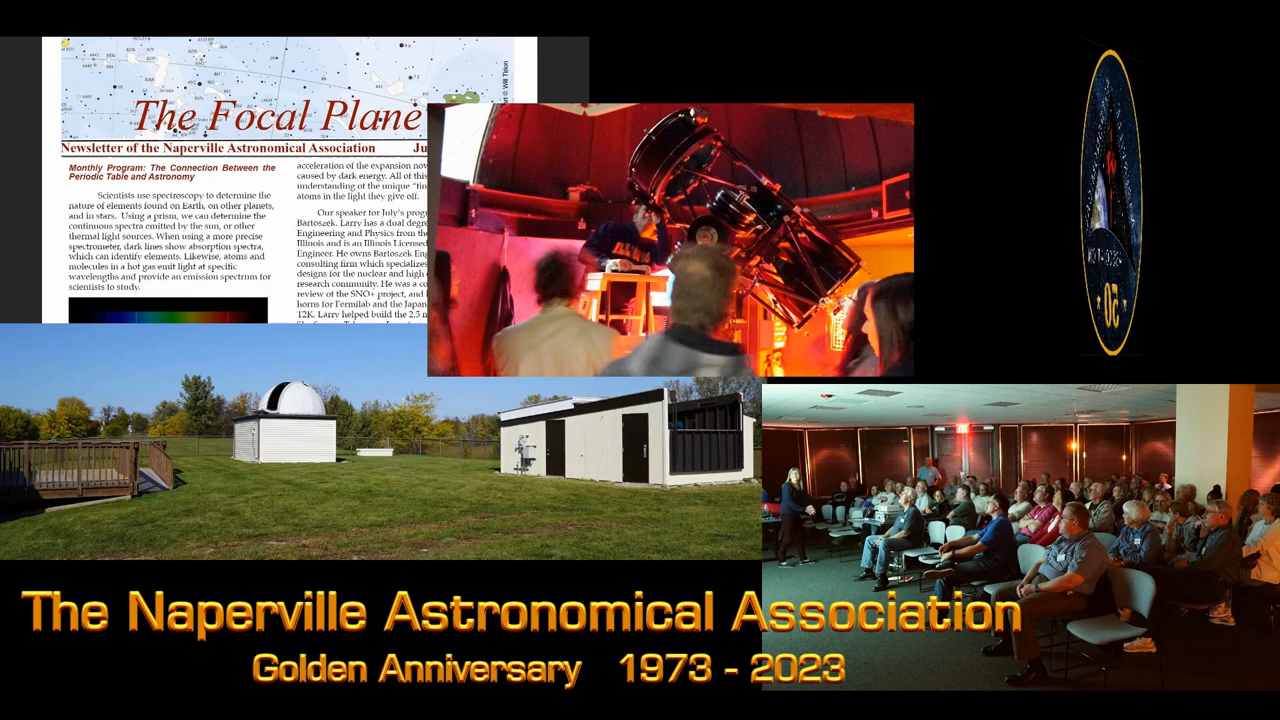 The Focal Plane
Newsletter of the Naperville Astronomical Association Ju
Monthly Program: The Connection Between the
Periodic Table and Astronomy
Scientists use spectroscopy to determine the
nature of elements found on Earth, on other planets,
and in stars. Using a prism, we can determine the
continuous spectra emitted by the sun, or other
thermal light sources. When using a more precise
spectrometer, dark lines show absorption spectra,
which can identify elements. Likewise, atoms and
molecules in a hot gas emit light at specific
wavelengths and provide an emission spectrum for
scientists to study.
acceleration of the expansion now
caused by dark energy. All of this
understanding of the unique "fin
atoms in the light they give off.
Our speaker for July's progr
Bartoszek. Larry has a dual degre
Engineering and Physics from the
Illinois and is an Illinois Licensed
Engineer. He owns Bartoszek Eng
consulting firm which specializes
designs for the nuclear and high
research community. He was a co
review of the SNO+ project, and
horns for Fermilab and the Japan
T2K. Larry helped build the 2.5 m
© Will Tirion
50
The Naperville Astronomical Association
Golden Anniversary 1973 - 2023